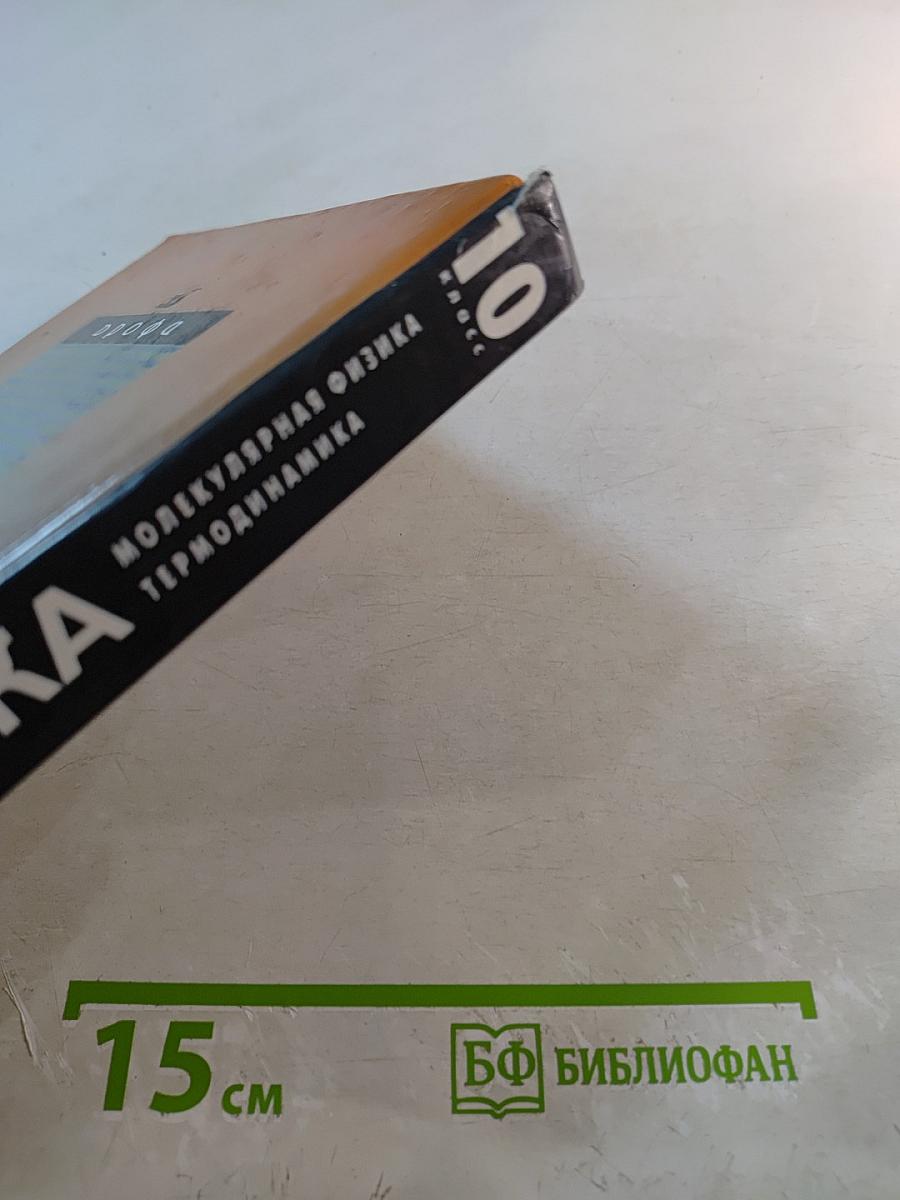 дрофа
КА
МОЛЕКУЛЯРНАЯ ФИЗИКА
ТЕРМОДИНАМИКА
10
класс
15 см
БФ БИБЛИОФАН